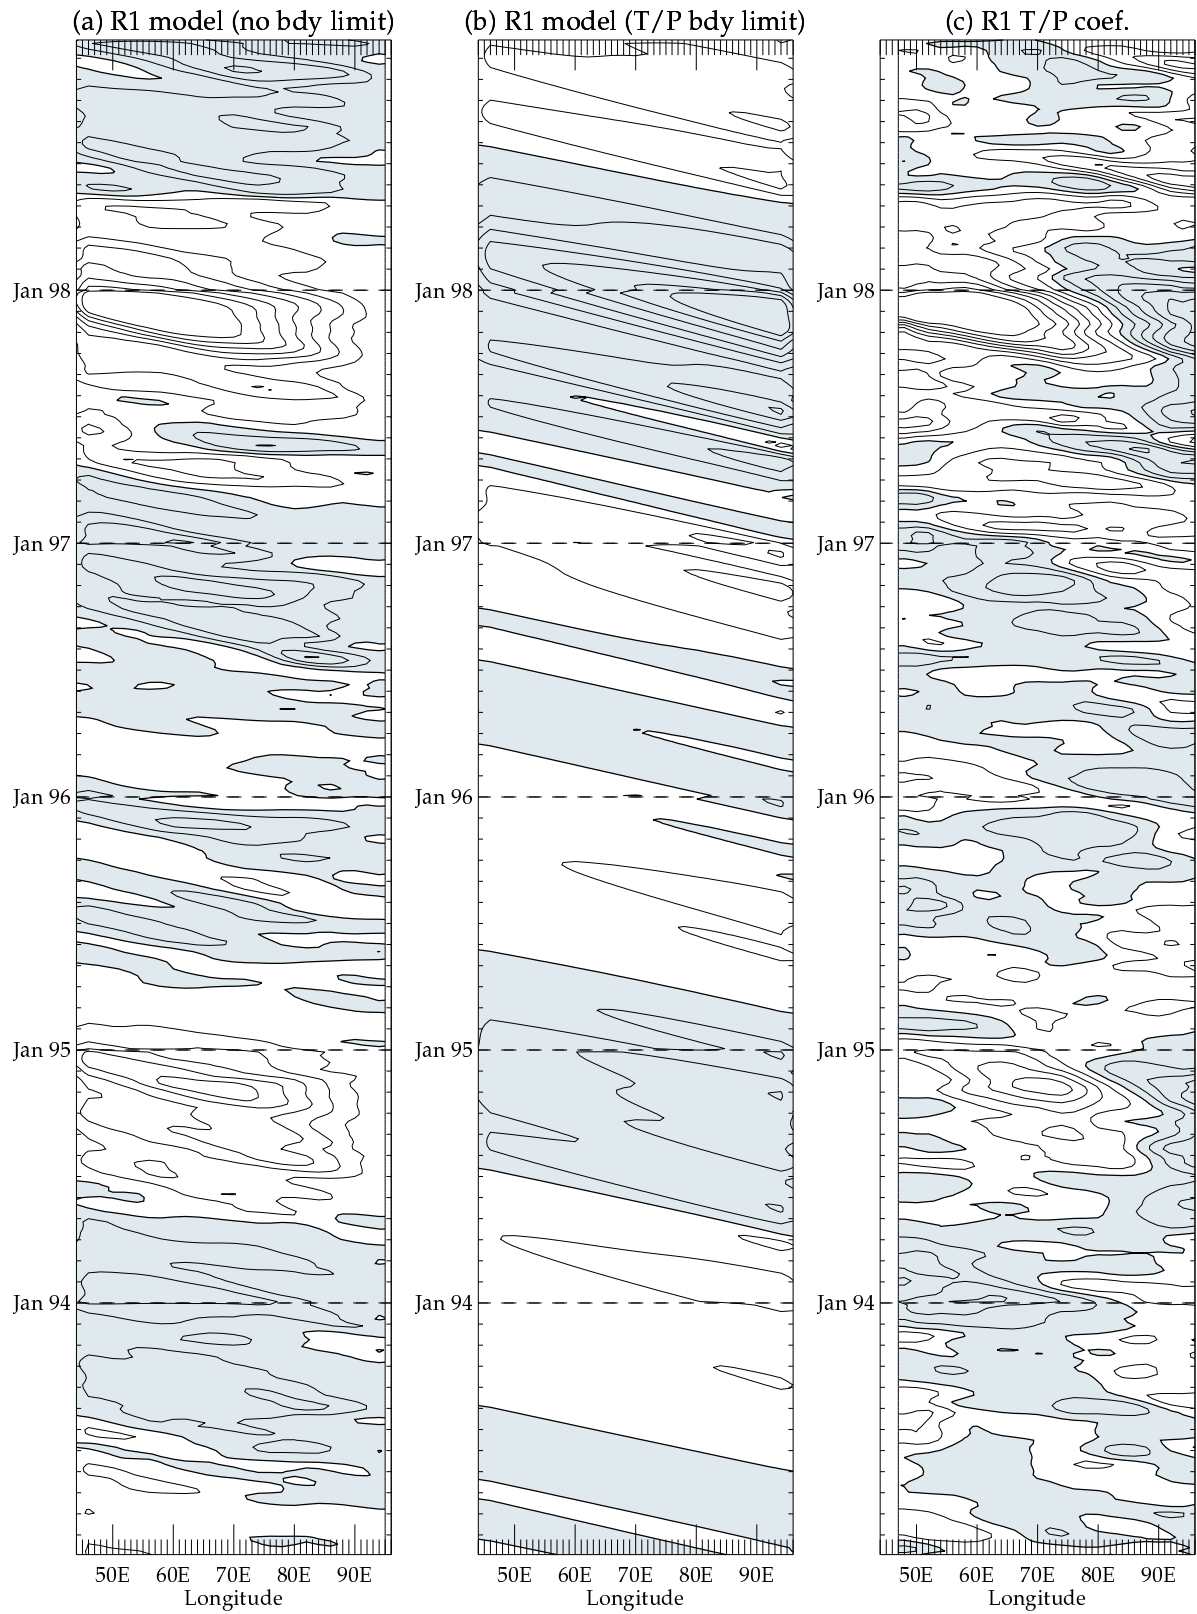 (a) R1 model (no bdy limit) (b) R1 model (T/P bdy limit) (c) R1 T/P coef.
Jan 98 Jan 98 Jan 98
Jan 97 Jan 97 Jan 97
Jan 96 Jan 96 Jan 96
Jan 95 Jan 95 Jan 95
Jan 94 Jan 94 Jan 94
50E 60E 70E 80E 90E 50E 60E 70E 80E 90E 50E 60E 70E 80E 90E
Longitude Longitude Longitude